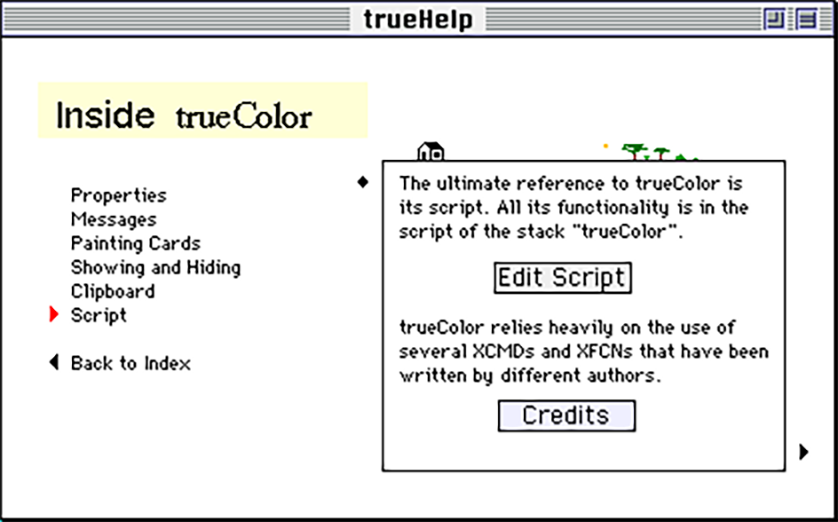 trueHelp
Inside trueColor
Properties
Messages
Painting Cards
Showing and Hiding
Clipboard
Script
Back to Index
The ultimate reference to trueColor is
its script. All its functionality is in the
script of the stack "trueColor".
Edit Script
trueColor relies heavily on the use of
several XCMDs and XFCNs that have been
written by different authors.
Credits